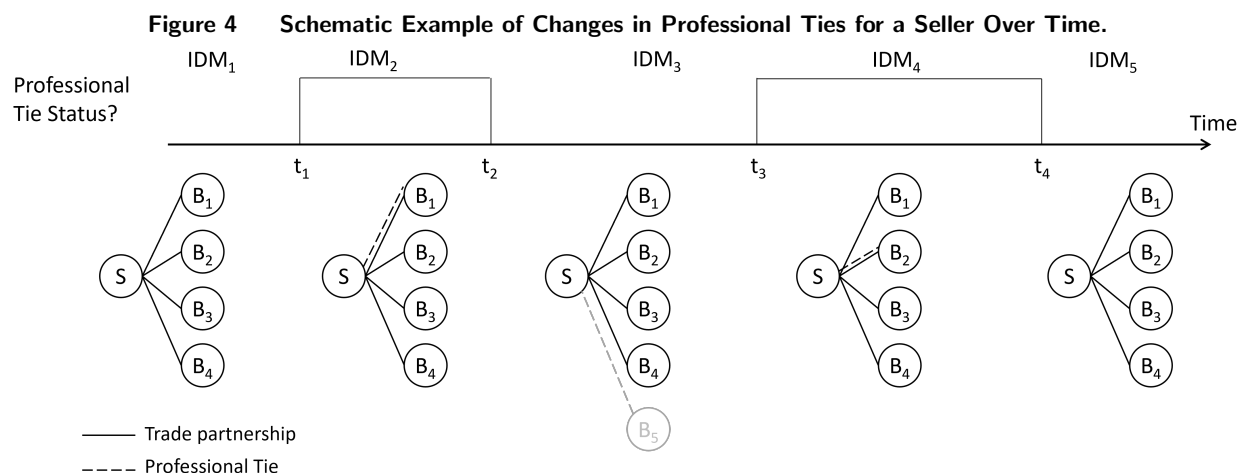 Figure 4 Schematic Example of Changes in Professional Ties for a Seller Over Time.
IDM₁ IDM₂ IDM₃ IDM₄ IDM₅
Professional
Tie Status?
Time
t₁ t₂ t₃ t₄
B₁ B₁ B₁ B₁ B₁
B₂ B₂ B₂ B₂ B₂
S S S S S
B₃ B₃ B₃ B₃ B₃
B₄ B₄ B₄ B₄ B₄
B₅
Trade partnership
Professional Tie